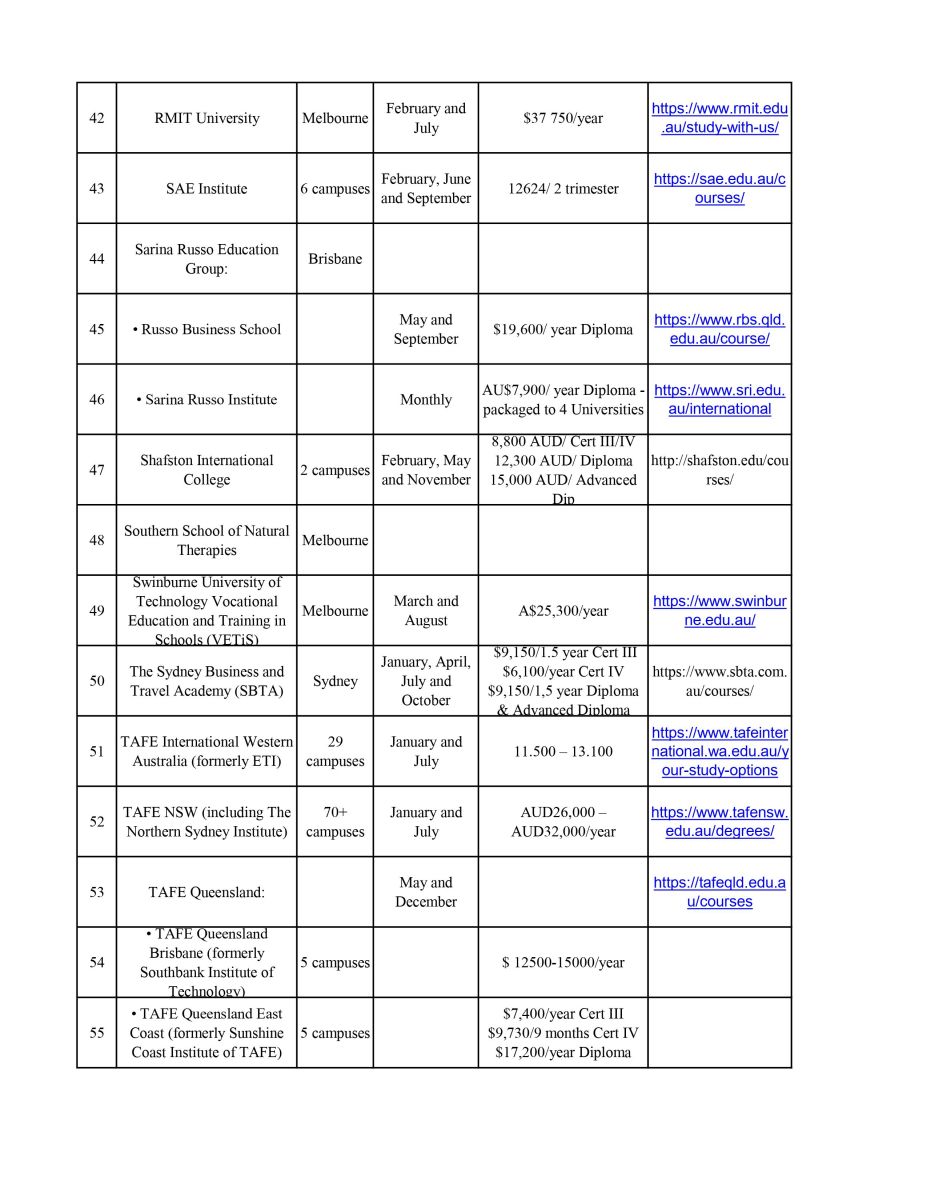 42 RMIT University Melbourne February and July $37 750/year https://www.rmit.edu.au/study-with-us/
43 SAE Institute 6 campuses February, June and September 12624/ 2 trimester https://sae.edu.au/courses/
44 Sarina Russo Education Group: Brisbane
45 • Russo Business School May and September $19,600/ year Diploma https://www.rbs.qld.edu.au/course/
46 • Sarina Russo Institute Monthly AU$7,900/ year Diploma - packaged to 4 Universities https://www.sri.edu.au/international
47 Shafston International College 2 campuses February, May and November 8,800 AUD/ Cert III/IV 12,300 AUD/ Diploma 15,000 AUD/ Advanced Dip http://shafston.edu/courses/
48 Southern School of Natural Therapies Melbourne
49 Swinburne University of Technology Vocational Education and Training in Schools (VETiS) Melbourne March and August A$25,300/year https://www.swinburne.edu.au/
50 The Sydney Business and Travel Academy (SBTA) Sydney January, April, July and October $9,150/1.5 year Cert III $6,100/year Cert IV $9,150/1,5 year Diploma & Advanced Diploma https://www.sbta.com.au/courses/
51 TAFE International Western Australia (formerly ETI) 29 campuses January and July 11.500 – 13.100 https://www.tafeinternational.wa.edu.au/your-study-options
52 TAFE NSW (including The Northern Sydney Institute) 70+ campuses January and July AUD26,000 – AUD32,000/year https://www.tafensw.edu.au/degrees/
53 TAFE Queensland: May and December https://tafeqld.edu.au/courses
54 • TAFE Queensland Brisbane (formerly Southbank Institute of Technology) 5 campuses $ 12500-15000/year
55 • TAFE Queensland East Coast (formerly Sunshine Coast Institute of TAFE) 5 campuses $7,400/year Cert III $9,730/9 months Cert IV $17,200/year Diploma